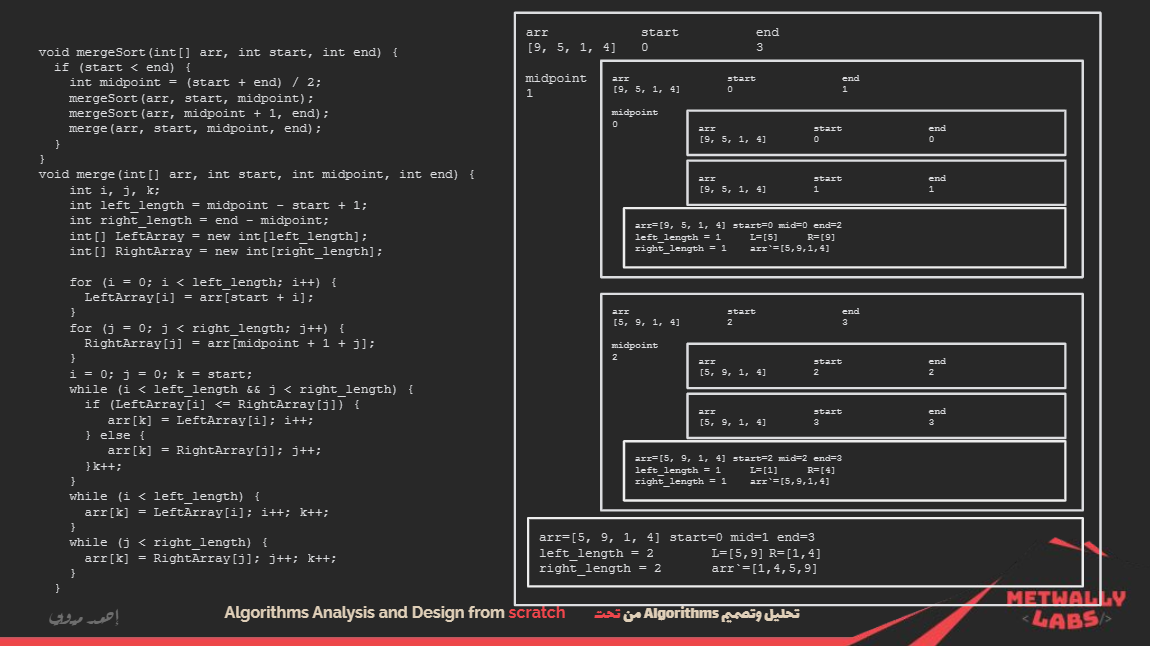 void mergeSort(int[] arr, int start, int end) {
if (start < end) {
int midpoint = (start + end) / 2;
mergeSort(arr, start, midpoint);
mergeSort(arr, midpoint + 1, end);
merge(arr, start, midpoint, end);
}
}
void merge(int[] arr, int start, int midpoint, int end) {
int i, j, k;
int left_length = midpoint - start + 1;
int right_length = end - midpoint;
int[] LeftArray = new int[left_length];
int[] RightArray = new int[right_length];
for (i = 0; i < left_length; i++) {
LeftArray[i] = arr[start + i];
}
for (j = 0; j < right_length; j++) {
RightArray[j] = arr[midpoint + 1 + j];
}
i = 0; j = 0; k = start;
while (i < left_length && j < right_length) {
if (LeftArray[i] <= RightArray[j]) {
arr[k] = LeftArray[i]; i++;
} else {
arr[k] = RightArray[j]; j++;
}k++;
}
while (i < left_length) {
arr[k] = LeftArray[i]; i++; k++;
}
while (j < right_length) {
arr[k] = RightArray[j]; j++; k++;
}
}
arr start end
[9, 5, 1, 4] 0 3
midpoint
1
arr start end
[9, 5, 1, 4] 0 1
midpoint
0
arr start end
[9, 5, 1, 4] 0 0
arr start end
[9, 5, 1, 4] 1 1
arr=[9, 5, 1, 4] start=0 mid=0 end=2
left_length = 1 L=[5] R=[9]
right_length = 1 arr`=[5,9,1,4]
arr start end
[5, 9, 1, 4] 2 3
midpoint
2
arr start end
[5, 9, 1, 4] 2 2
arr start end
[5, 9, 1, 4] 3 3
arr=[5, 9, 1, 4] start=2 mid=2 end=3
left_length = 1 L=[1] R=[4]
right_length = 1 arr`=[5,9,1,4]
arr=[5, 9, 1, 4] start=0 mid=1 end=3
left_length = 2 L=[5,9] R=[1,4]
right_length = 2 arr`=[1,4,5,9]
Algorithms Analysis and Design from scratch
تحليل وتصميم Algorithms من تحت
METWALLY
<LABS/>